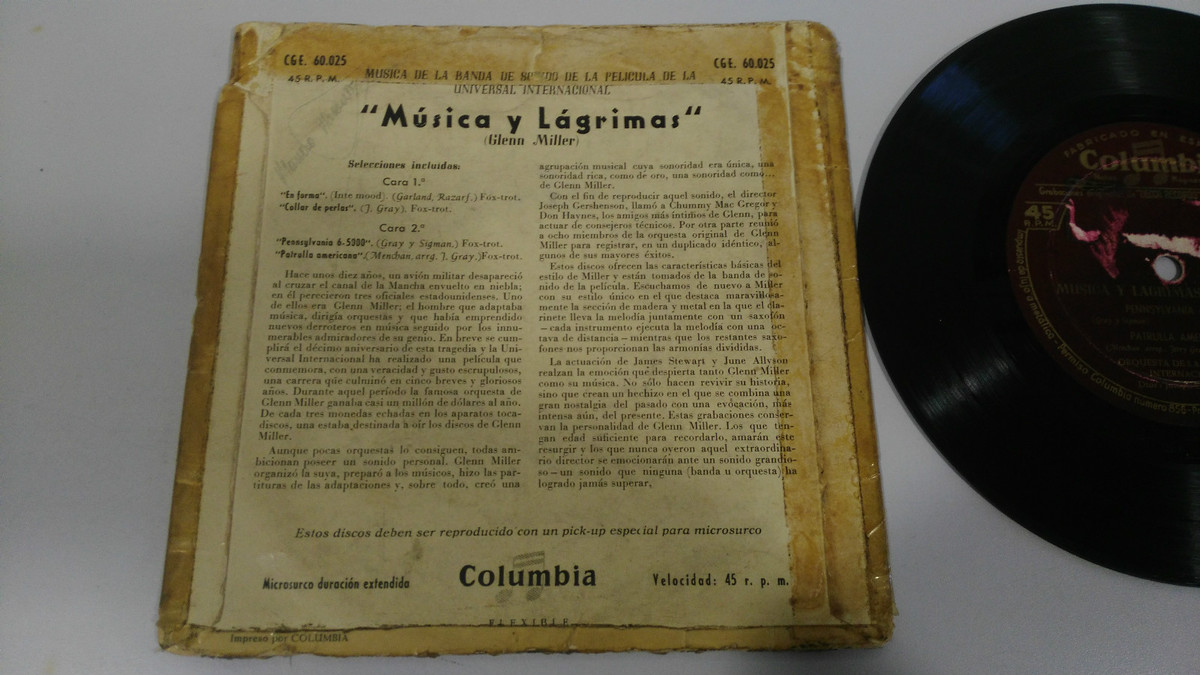 CGE. 60.025
45 R. P. M.
MUSICA DE LA BANDA DE SONIDO DE LA PELICULA DE LA
UNIVERSAL INTERNACIONAL
CGE. 60.025
45 R. P. M.
"Música y Lágrimas"
(Glenn Miller)
Selecciones incluídas:
Cara 1.ª
"En forma". (Inte mood). (Garland, Razarf.) Fox-trot.
"Collar de perlas". (J. Gray). Fox-trot.
Cara 2.ª
"Pennsylvania 6-5000". (Gray y Sigman.) Fox-trot.
"Patrulla americana". (Menchan, arrg. J. Gray.) Fox-trot.
Hace unos diez años, un avión militar desapareció
al cruzar el canal de la Mancha envuelto en niebla;
en él perecieron tres oficiales estadounidenses. Uno
de ellos era Glenn Miller; el hombre que adaptaba
música, dirigía orquestas y que había emprendido
nuevos derroteros en música seguido por los innu-
merables admiradores de su genio. En breve se cum-
plirá el décimo aniversario de esta tragedia y la Uni-
versal Internacional ha realizado una película que
conmemora, con una veracidad y gusto escrupulosos,
una carrera que culminó en cinco breves y gloriosos
años. Durante aquel período la famosa orquesta de
Glenn Miller ganaba casi un millón de dólares al año.
De cada tres monedas echadas en los aparatos toca-
discos, una estaba destinada a oír los discos de Glenn
Miller.
Aunque pocas orquestas lo consiguen, todas am-
bicionan poseer un sonido personal. Glenn Miller
organizó la suya, preparó a los músicos, hizo las par-
tituras de las adaptaciones y, sobre todo, creó una
agrupación musical cuya sonoridad era única, una
sonoridad rica, como de oro, una sonoridad como...
de Glenn Miller.
Con el fin de reproducir aquel sonido, el director
Joseph Gershenson, llamó a Chummy Mac Gregor y
Don Haynes, los amigos más íntimos de Glenn, para
actuar de consejeros técnicos. Por otra parte reunió
a ocho miembros de la orquesta original de Glenn
Miller para registrar, en un duplicado idéntico, al-
gunos de sus mayores éxitos.
Estos discos ofrecen las características básicas del
estilo de Miller y están tomados de la banda de so-
nido de la película. Escuchamos de nuevo a Miller
con su estilo único en el que destaca maravillosa-
mente la sección de madera y metal en la que el cla-
rinete lleva la melodía juntamente con un saxofón
—cada instrumento ejecuta la melodía con una oc-
tava de distancia—mientras que los restantes saxo-
fones nos proporcionan las armonías divididas.
La actuación de James Stewart y June Allyson
realzan la emoción que despierta tanto Glenn Miller
como su música. No sólo hacen revivir su historia,
sino que crean un hechizo en el que se combina una
gran nostalgia del pasado con una evocación, más
intensa aún, del presente. Estas grabaciones conser-
van la personalidad de Glenn Miller. Los que ten-
gan edad suficiente para recordarlo, amarán este
resurgir y los que nunca oyeron aquel extraordina-
rio director se emocionarán ante un sonido grandio-
so—un sonido que ninguna (banda u orquesta) ha
logrado jamás superar,
Estos discos deben ser reproducido con un pick-up especial para microsurco
Microsurco duración extendida
Columbia
Velocidad: 45 r. p. m.
FLEXIBLE
Impreso por COLUMBIA
FABRICADO EN
Columbia
45
R.P.M.
MUSICA Y
PENNSYLVANIA
PATRULLA
ORQUESTA